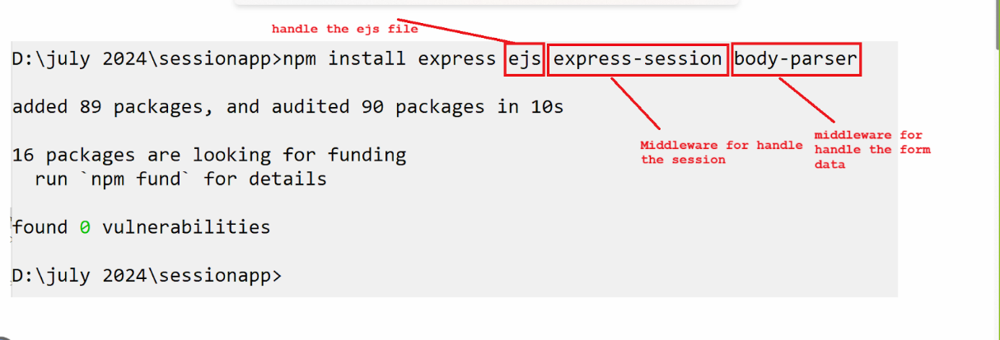 handle the ejs file
D:\july 2024\sessionapp>npm install express ejs express-session body-parser
added 89 packages, and audited 90 packages in 10s
Middleware for handle
the session
middleware for
handle the form
data
16 packages are looking for funding
run `npm fund` for details
found 0 vulnerabilities
D:\july 2024\sessionapp>